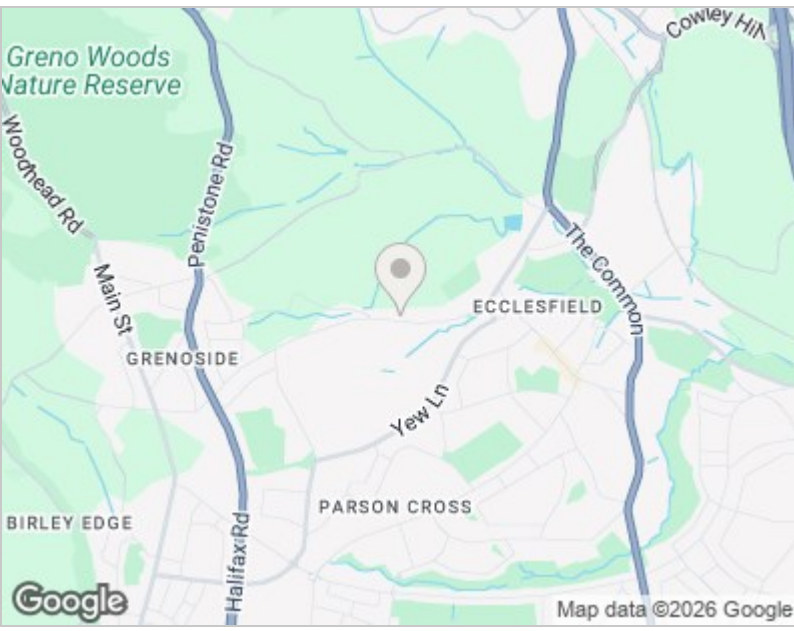 Greno Woods
Nature Reserve
Cowley Hill
Woodhead Rd
Penistone Rd
Main St
The Common
ECCLESFIELD
GRENOSIDE
Yew Ln
PARSON CROSS
BIRLEY EDGE
Halifax Rd
Google
Map data ©2026 Google